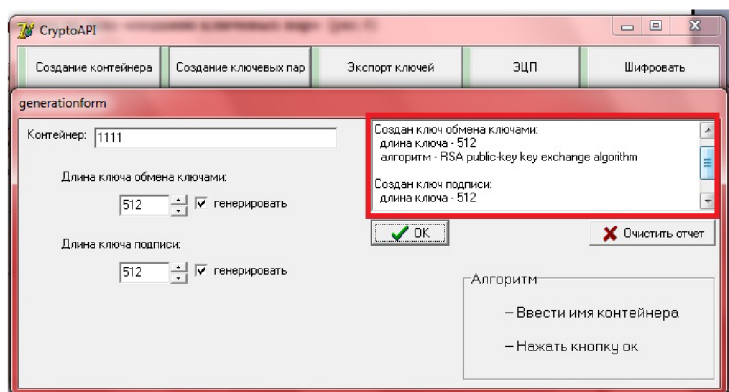 CryptoAPI
Создание контейнера
Создание ключевых пар
Экспорт ключей
ЭЦП
Шифровать
generationform
Контейнер: 1111
Длина ключа обмена ключами:
512 генерировать
Длина ключа подписи:
512 генерировать
Создан ключ обмена ключами:
длина ключа - 512
алгоритм - RSA public-key key exchange algorithm
Создан ключ подписи:
длина ключа - 512
OK
Очистить отчет
Алгоритм
– Ввести имя контейнера
– Нажать кнопку ок